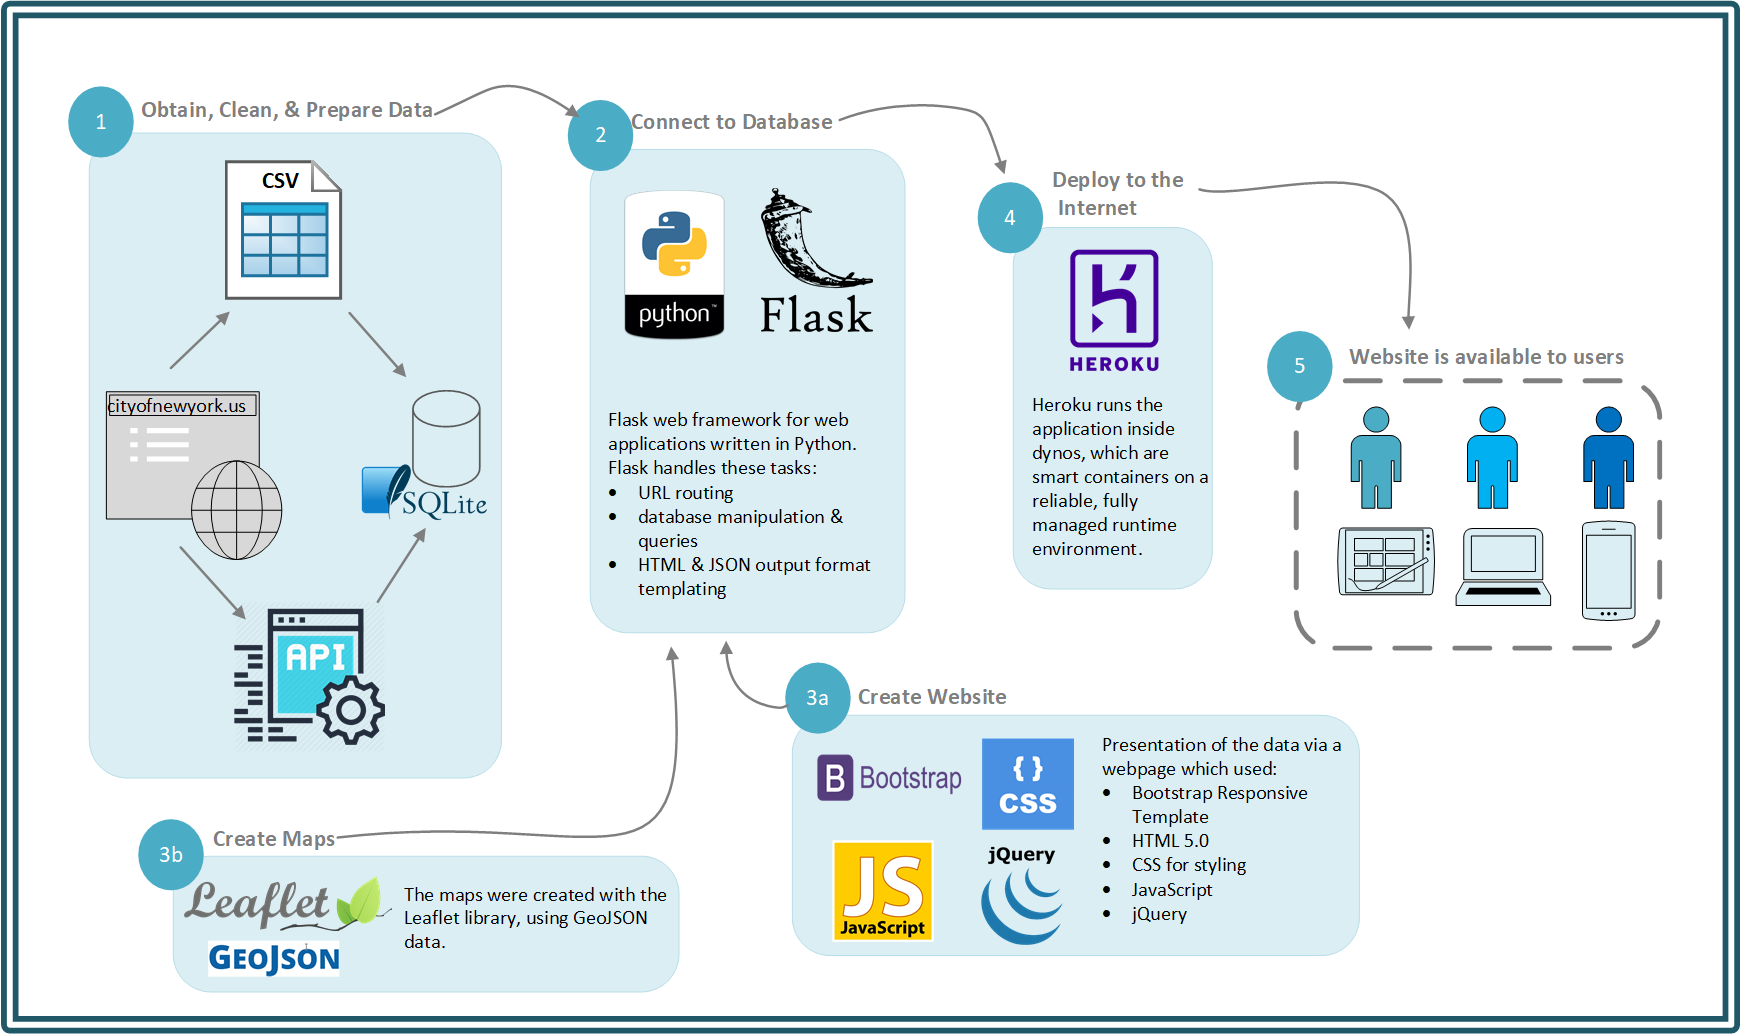 1
Obtain, Clean, & Prepare Data
CSV
cityofnewyork.us
SQLite
API
2
Connect to Database
python™
Flask
Flask web framework for web
applications written in Python.
Flask handles these tasks:
• URL routing
• database manipulation &
queries
• HTML & JSON output format
templating
4
Deploy to the
Internet
HEROKU
Heroku runs the
application inside
dynos, which are
smart containers on a
reliable, fully
managed runtime
environment.
5
Website is available to users
3a
Create Website
B Bootstrap
{ }
CSS
JS
JavaScript
jQuery
Presentation of the data via a
webpage which used:
• Bootstrap Responsive
Template
• HTML 5.0
• CSS for styling
• JavaScript
• jQuery
3b
Create Maps
Leaflet
GEOJSON
The maps were created with the
Leaflet library, using GeoJSON
data.